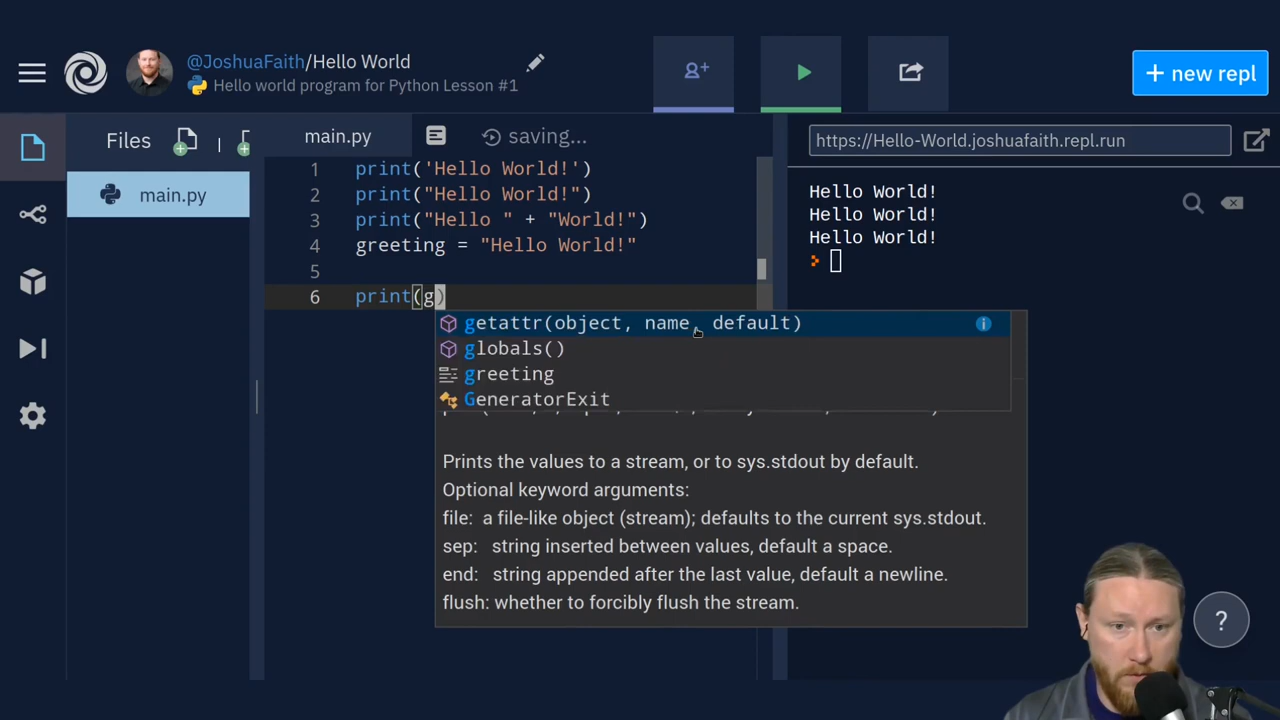 @JoshuaFaith/Hello World
Hello world program for Python Lesson #1
+ new repl
Files
main.py
main.py
saving...
1 print('Hello World!')
2 print("Hello World!")
3 print("Hello " + "World!")
4 greeting = "Hello World!"
5
6 print(g)
getattr(object, name, default)
globals()
greeting
GeneratorExit
Prints the values to a stream, or to sys.stdout by default.
Optional keyword arguments:
file: a file-like object (stream); defaults to the current sys.stdout.
sep: string inserted between values, default a space.
end: string appended after the last value, default a newline.
flush: whether to forcibly flush the stream.
https://Hello-World.joshuafaith.repl.run
Hello World!
Hello World!
Hello World!
?